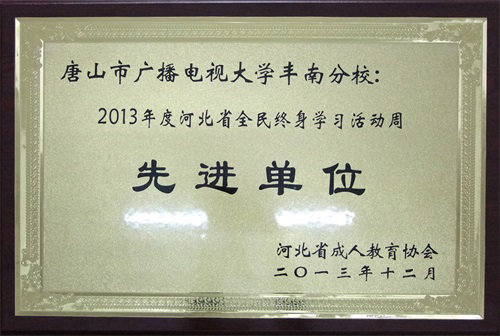 唐山市广播电视大学丰南分校:
2013年度河北省全民终身学习活动周
先进单位
河北省成人教育协会
二〇一三年十二月